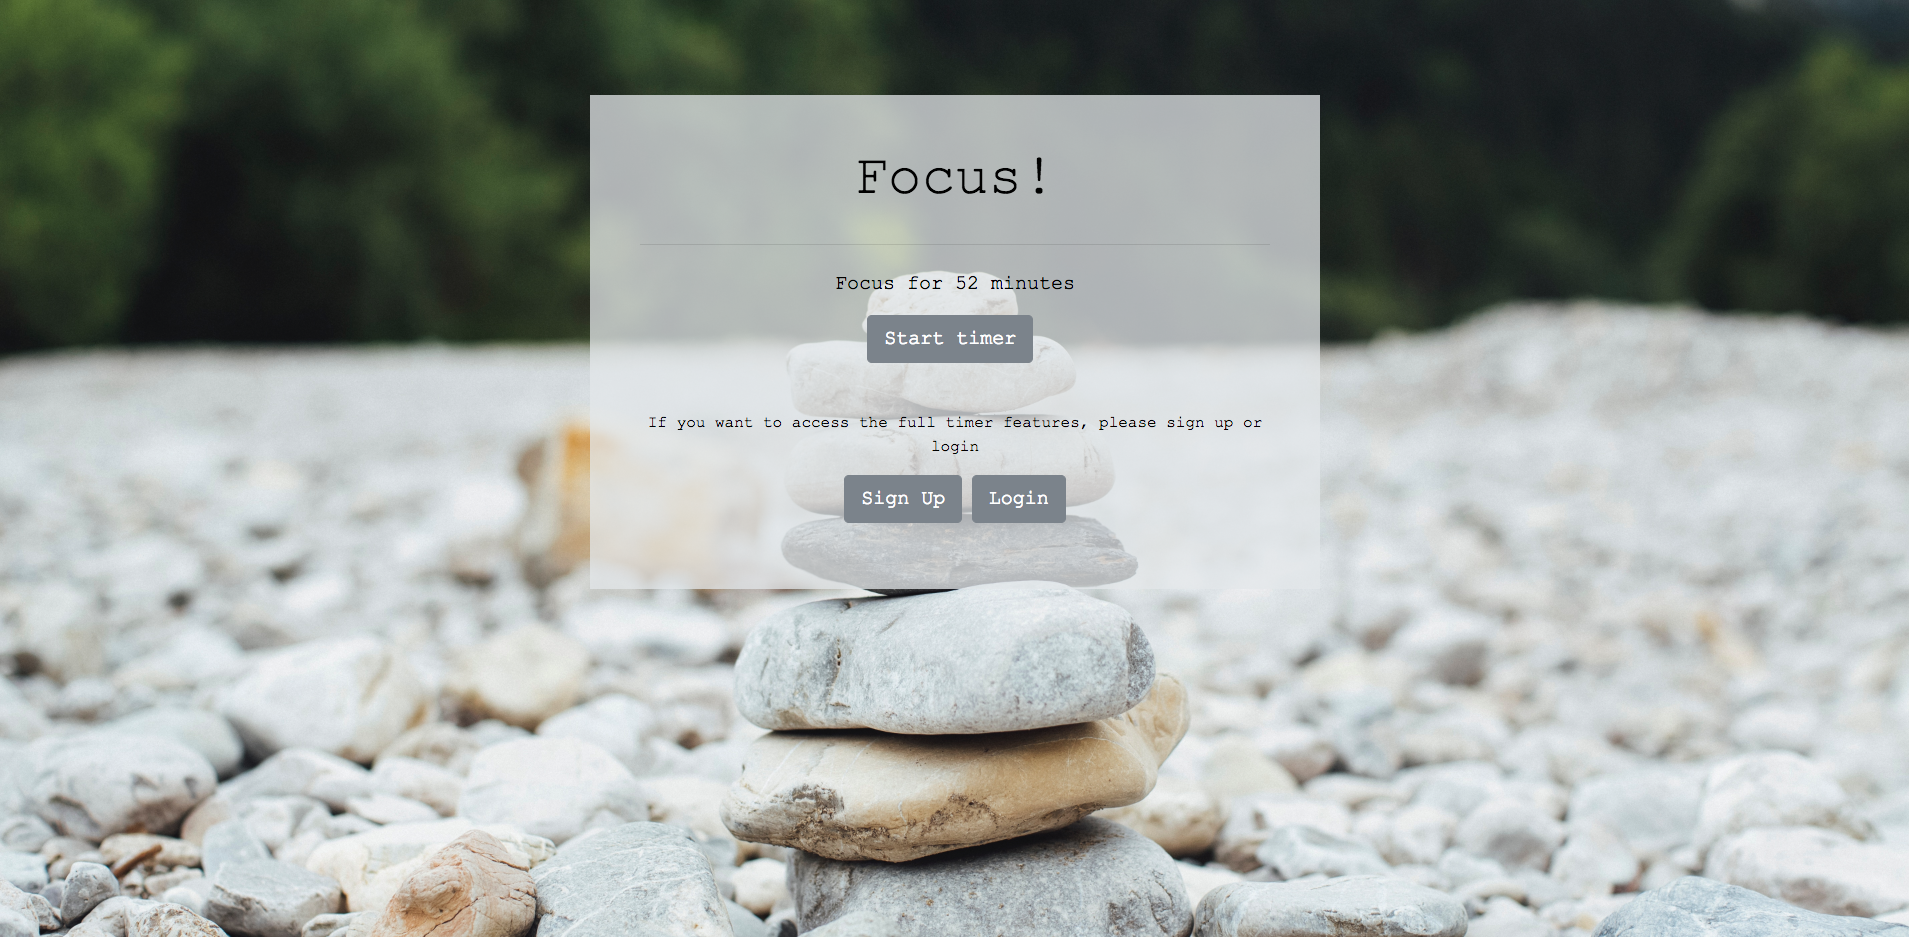 Focus!
Focus for 52 minutes
Start timer
If you want to access the full timer features, please sign up or
login
Sign Up Login